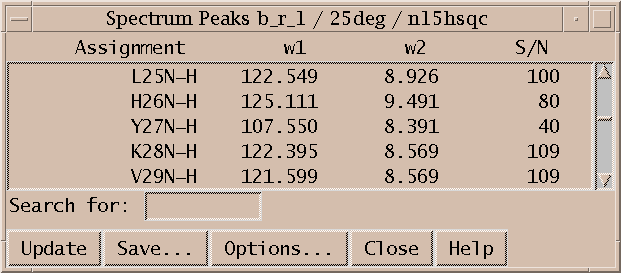 Spectrum Peaks b_r_l / 25deg / n15hsqc
Assignment w1 w2 S/N
L25N-H 122.549 8.926 100
H26N-H 125.111 9.491 80
Y27N-H 107.550 8.391 40
K28N-H 122.395 8.569 109
V29N-H 121.599 8.569 109
Search for:
Update Save... Options... Close Help